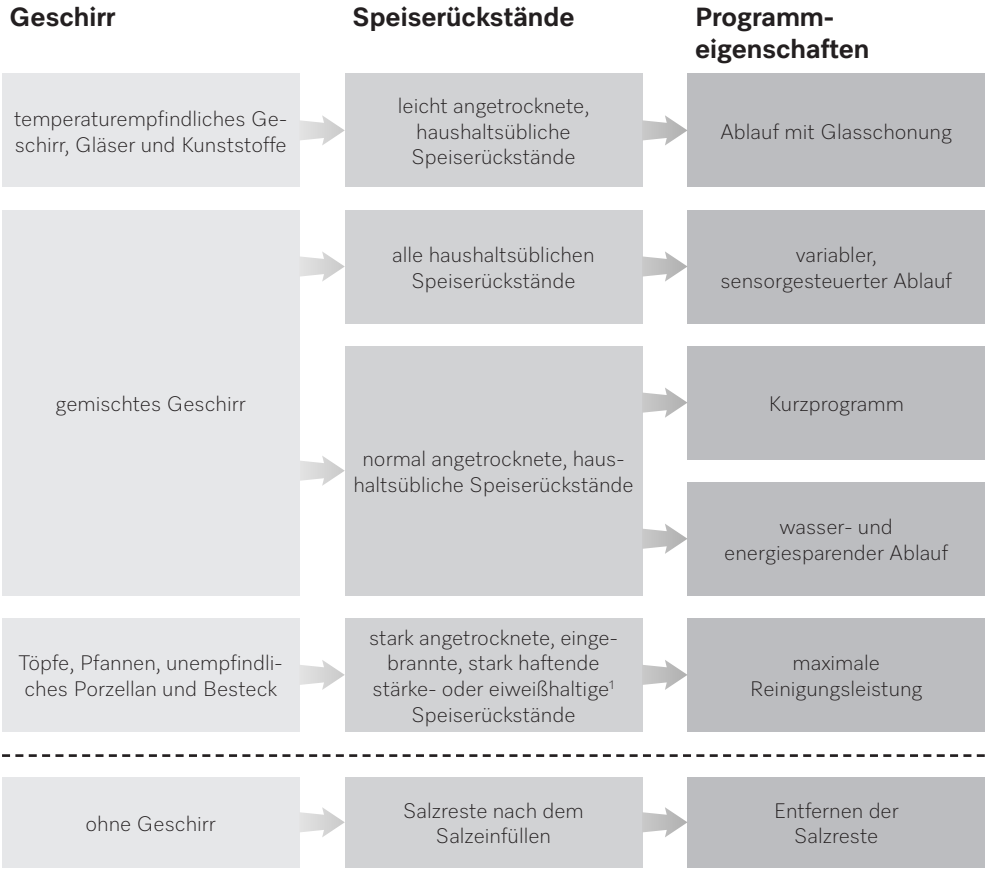 Geschirr
Speiserückstände
Programm-
eigenschaften
temperaturempfindliches Ge-
schirr, Gläser und Kunststoffe
leicht angetrocknete,
haushaltsübliche
Speiserückstände
Ablauf mit Glasschonung
gemischtes Geschirr
alle haushaltsüblichen
Speiserückstände
variabler,
sensorgesteuerter Ablauf
normal angetrocknete, haus-
haltsübliche Speiserückstände
Kurzprogramm
wasser- und
energiesparender Ablauf
Töpfe, Pfannen, unempfindli-
ches Porzellan und Besteck
stark angetrocknete, einge-
brannte, stark haftende
stärke- oder eiweißhaltige¹
Speiserückstände
maximale
Reinigungsleistung
ohne Geschirr
Salzreste nach dem
Salzeinfüllen
Entfernen der
Salzreste